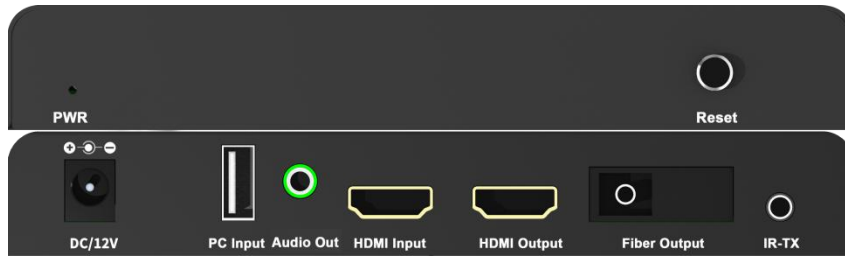 PWR
Reset
DC/12V
PC Input
Audio Out
HDMI Input
HDMI Output
Fiber Output
IR-TX